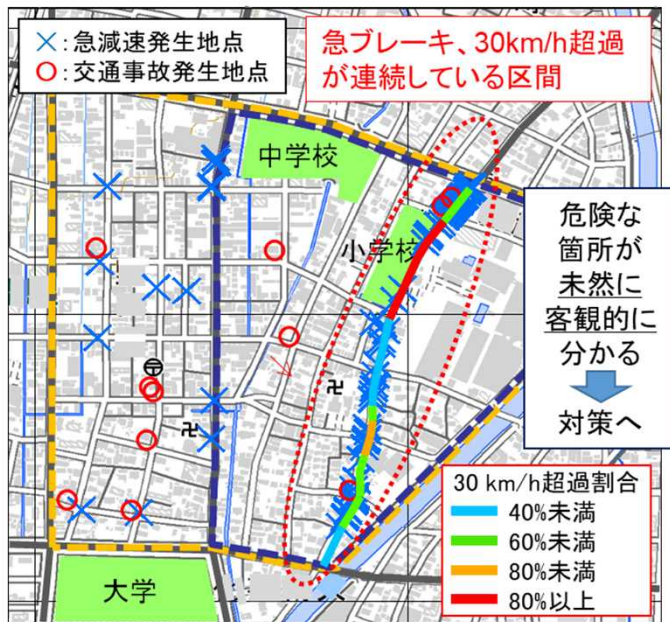 ×:急減速発生地点
○:交通事故発生地点
急ブレーキ、30km/h超過
が連続している区間
中学校
小学校
危険な
箇所が
未然に
客観的に
分かる
対策へ
30 km/h超過割合
40%未満
60%未満
80%未満
80%以上
大学